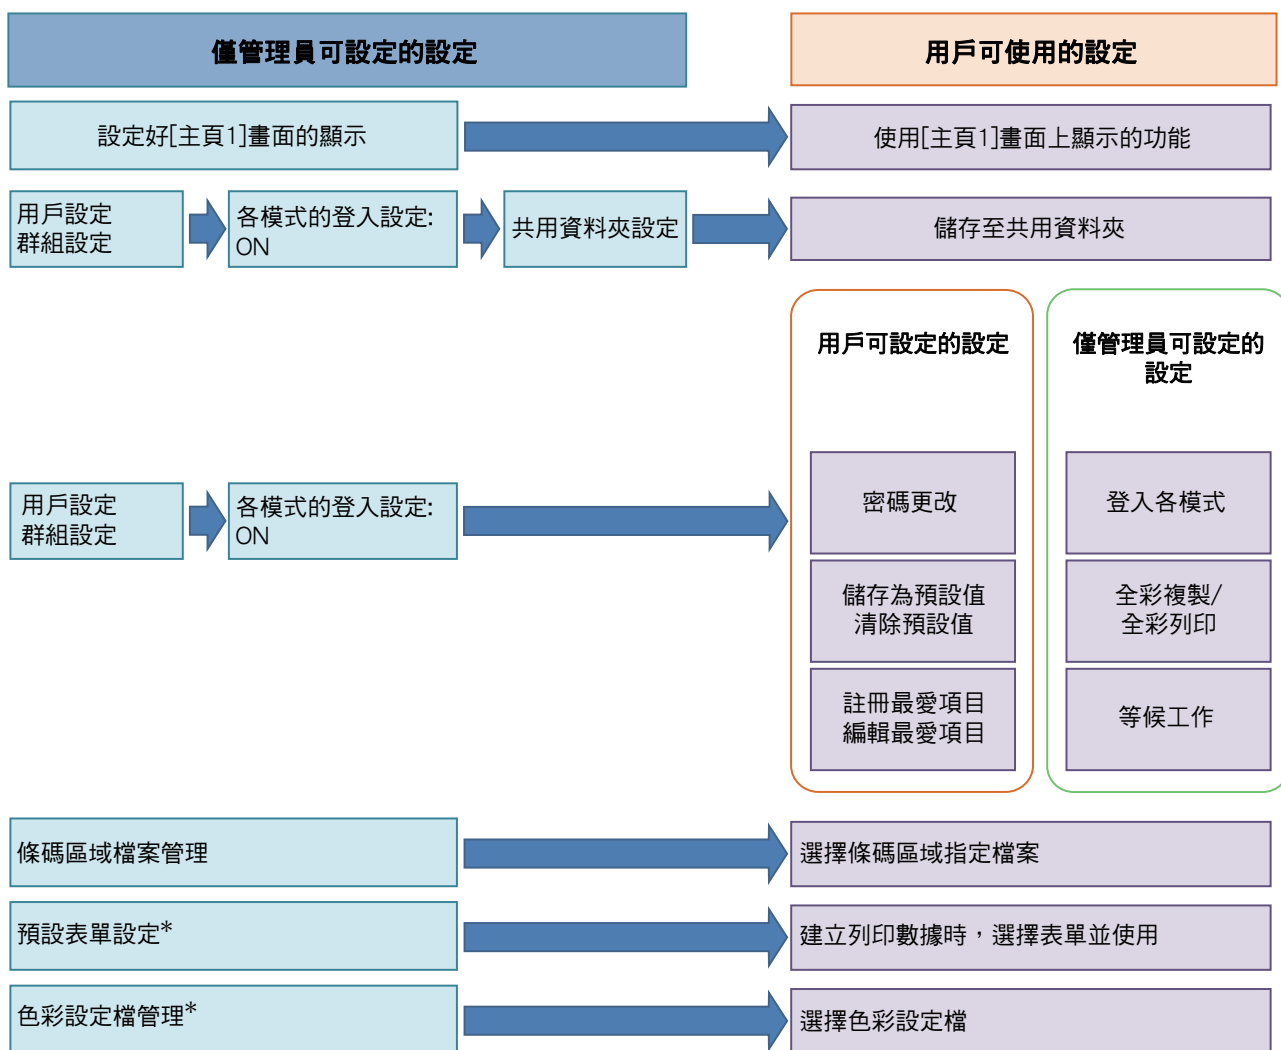 僅管理員可設定的設定
用戶可使用的設定
設定好[主頁1]畫面的顯示
使用[主頁1]畫面上顯示的功能
用戶設定
群組設定
各模式的登入設定:
ON
共用資料夾設定
儲存至共用資料夾
用戶可設定的設定
僅管理員可設定的
設定
用戶設定
群組設定
各模式的登入設定:
ON
密碼更改
登入各模式
儲存為預設值
清除預設值
全彩複製/
全彩列印
註冊最愛項目
編輯最愛項目
等候工作
條碼區域檔案管理
選擇條碼區域指定檔案
預設表單設定*
建立列印數據時，選擇表單並使用
色彩設定檔管理*
選擇色彩設定檔